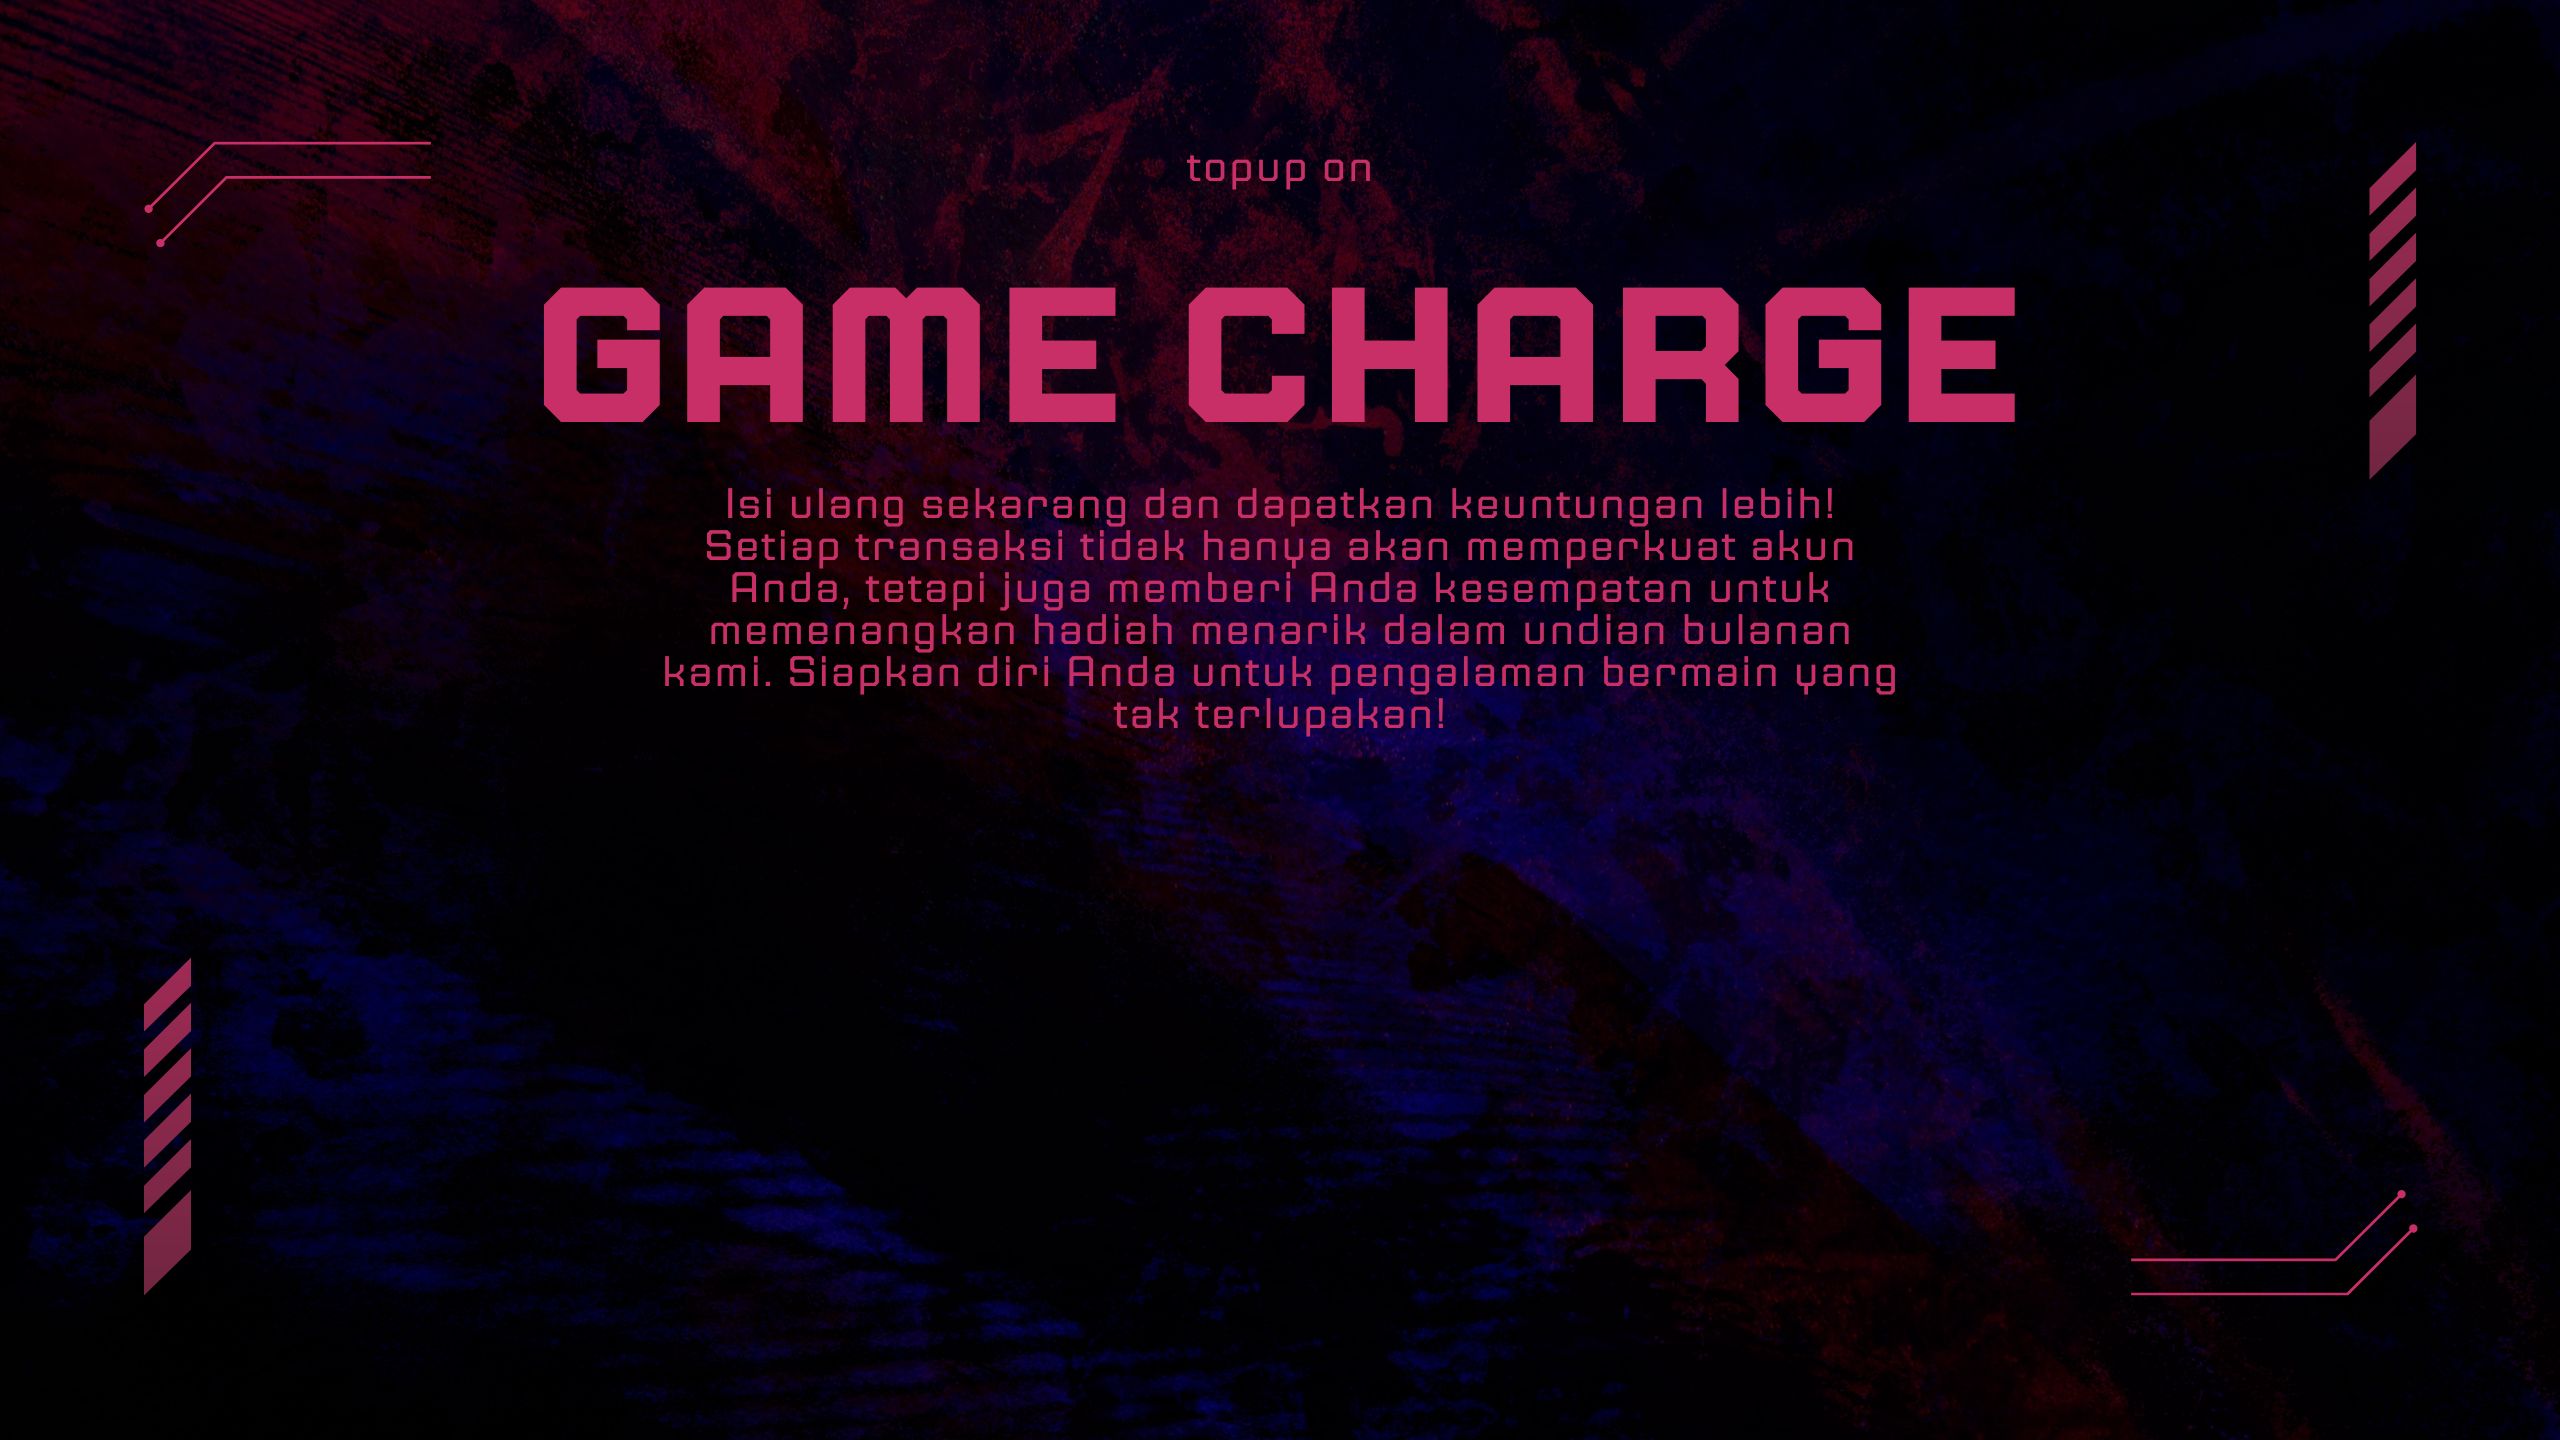 topup on
GAME CHARGE
Isi ulang sekarang dan dapatkan keuntungan lebih!
Setiap transaksi tidak hanya akan memperkuat akun
Anda, tetapi juga memberi Anda kesempatan untuk
memenangkan hadiah menarik dalam undian bulanan
kami. Siapkan diri Anda untuk pengalaman bermain yang
tak terlupakan!